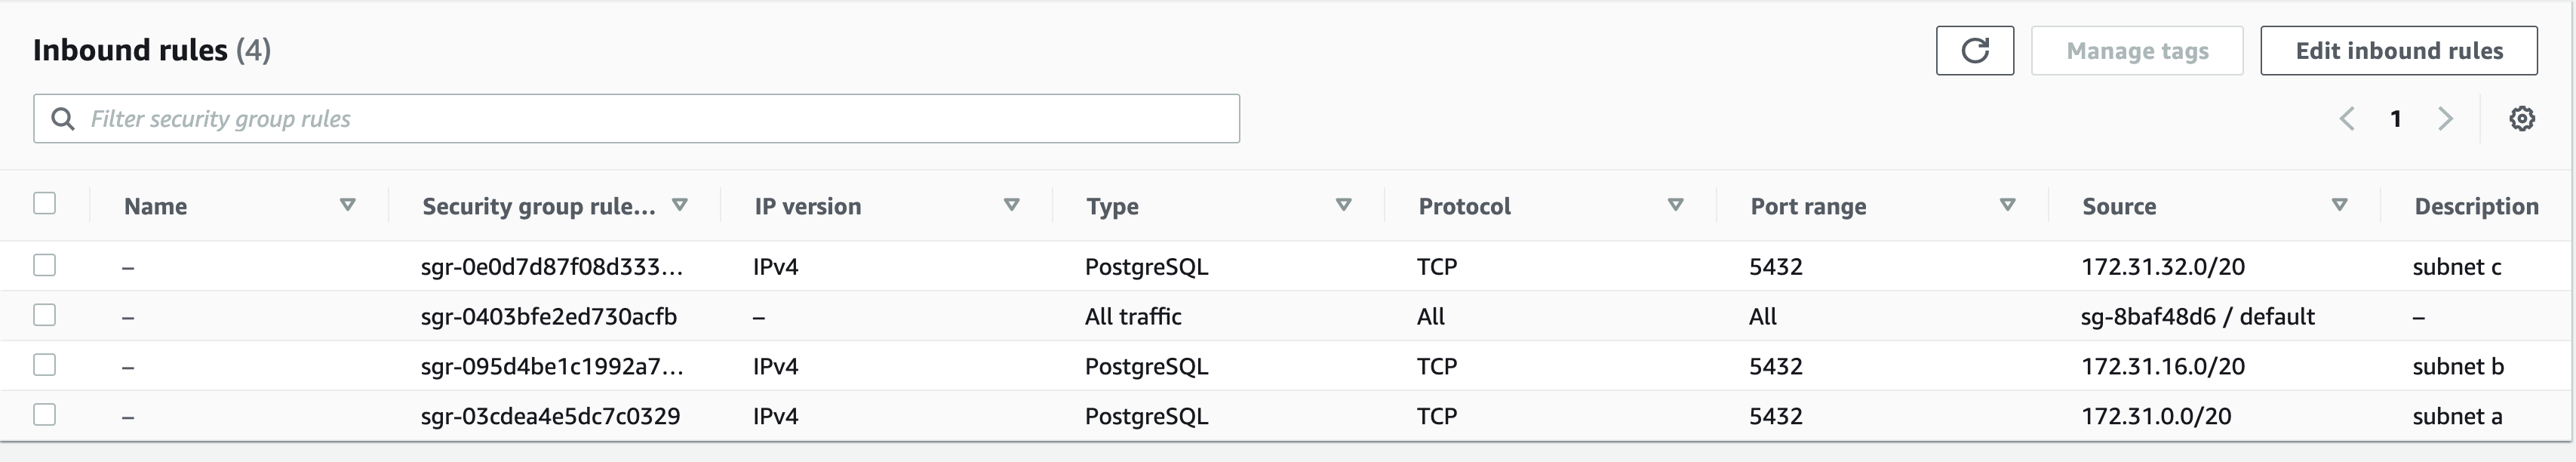 Inbound rules (4)
Manage tags
Edit inbound rules
Filter security group rules
1
Name Security group rule... IP version Type Protocol Port range Source Description
– sgr-0e0d7d87f08d333... IPv4 PostgreSQL TCP 5432 172.31.32.0/20 subnet c
– sgr-0403bfe2ed730acfb – All traffic All All sg-8baf48d6 / default –
– sgr-095d4be1c1992a7... IPv4 PostgreSQL TCP 5432 172.31.16.0/20 subnet b
– sgr-03cdea4e5dc7c0329 IPv4 PostgreSQL TCP 5432 172.31.0.0/20 subnet a